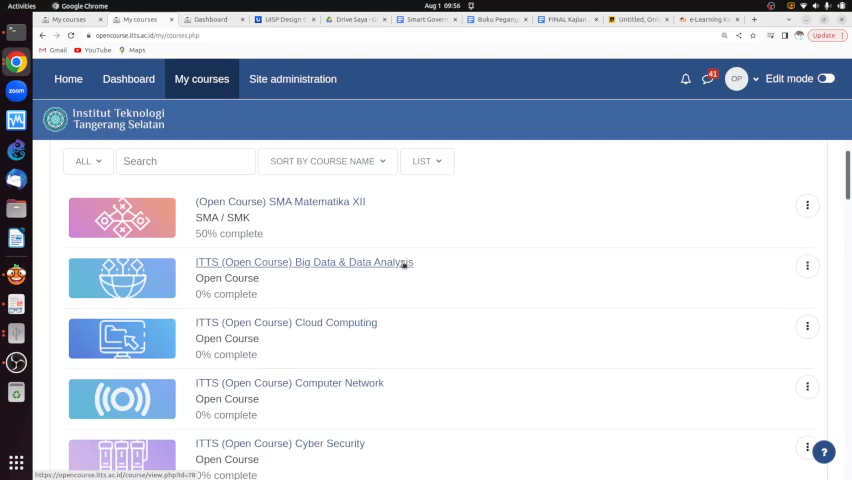 Activities
Google Chrome
Aug 1 09:56
My courses
My courses
Dashboard
UISP Design C
Drive Saya – G
Smart Govern
Buku Pegang
FINAL Kajian
Untitled, Onl
e-Learning Ka
opencourse.itts.ac.id/my/courses.php
Update
Gmail
YouTube
Maps
zoom
Home
Dashboard
My courses
Site administration
41
OP
Edit mode
Institut Teknologi
Tangerang Selatan
ALL
Search
SORT BY COURSE NAME
LIST
(Open Course) SMA Matematika XII
SMA / SMK
50% complete
ITTS (Open Course) Big Data & Data Analysis
Open Course
0% complete
ITTS (Open Course) Cloud Computing
Open Course
0% complete
ITTS (Open Course) Computer Network
Open Course
0% complete
ITTS (Open Course) Cyber Security
Open Course
0% complete
?
https://opencourse.itts.ac.id/course/view.php?id=78